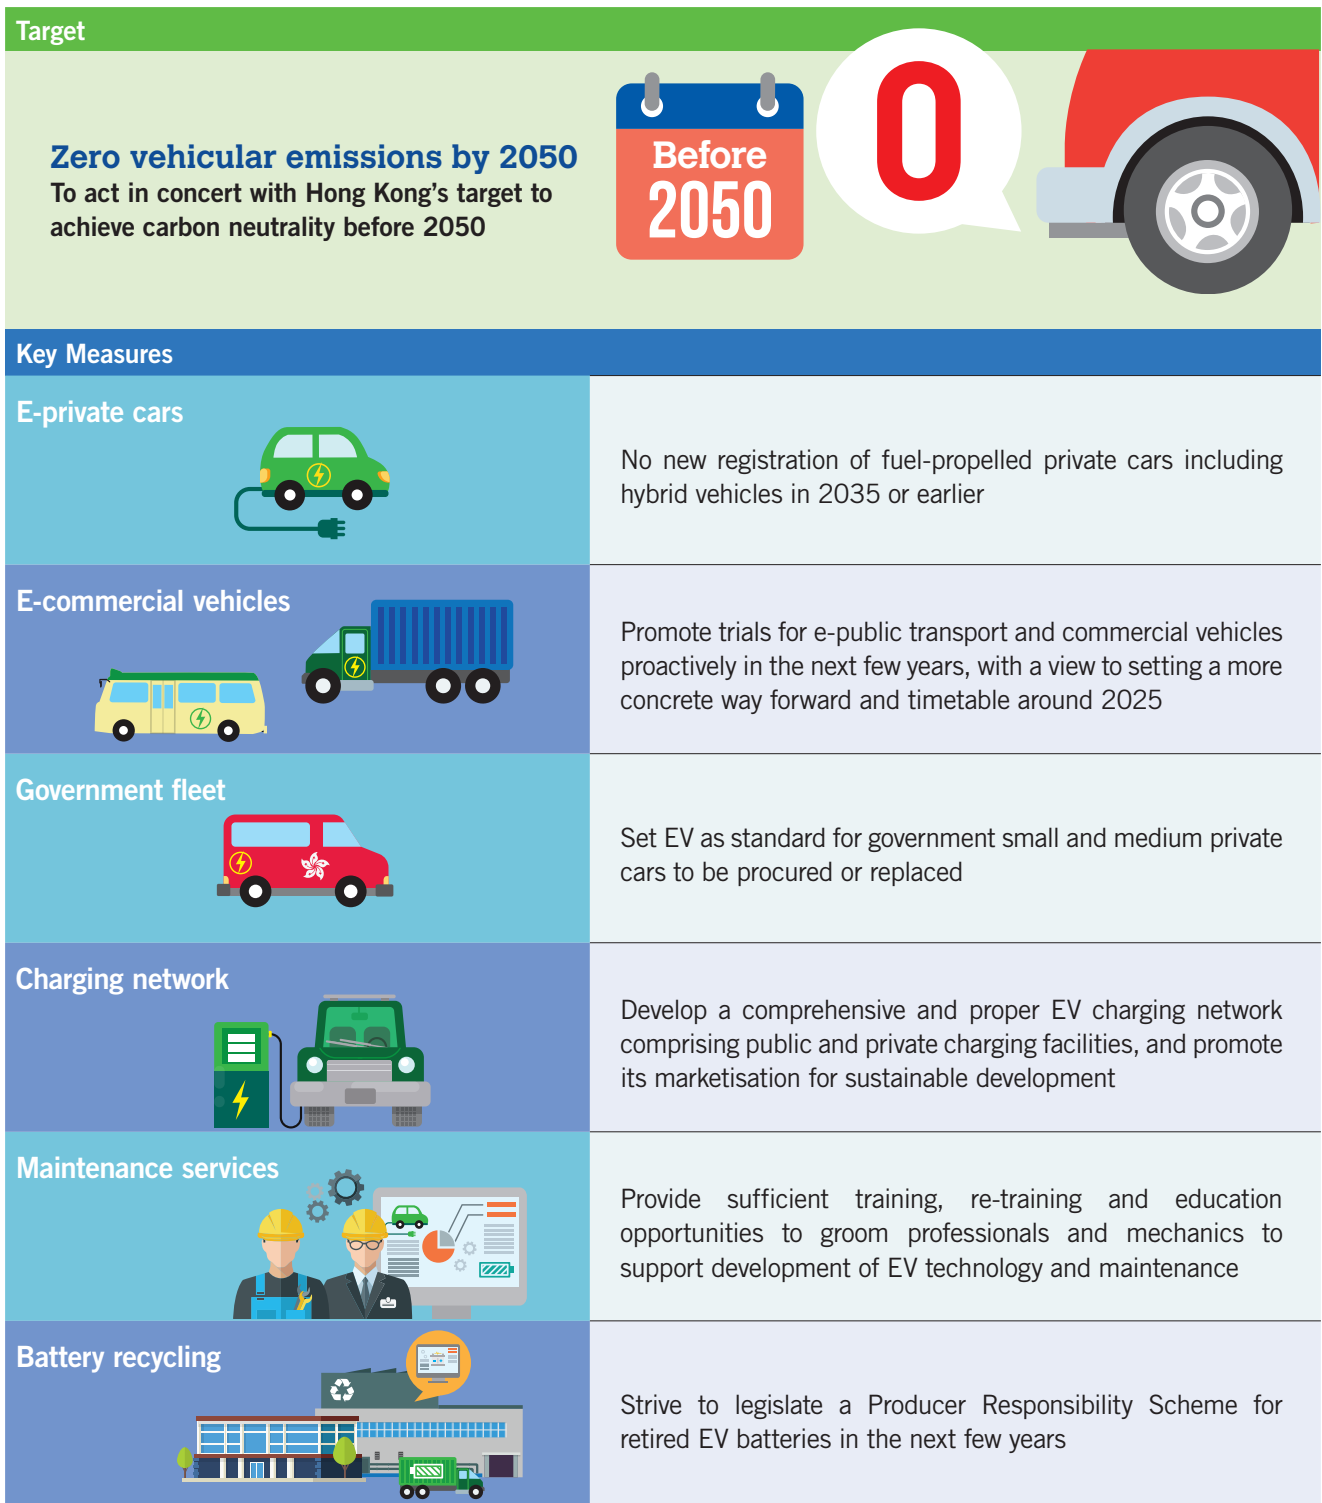 Target
Zero vehicular emissions by 2050
To act in concert with Hong Kong's target to
achieve carbon neutrality before 2050
Before
2050
0
Key Measures
E-private cars
No new registration of fuel-propelled private cars including
hybrid vehicles in 2035 or earlier
E-commercial vehicles
Promote trials for e-public transport and commercial vehicles
proactively in the next few years, with a view to setting a more
concrete way forward and timetable around 2025
Government fleet
Set EV as standard for government small and medium private
cars to be procured or replaced
Charging network
Develop a comprehensive and proper EV charging network
comprising public and private charging facilities, and promote
its marketisation for sustainable development
Maintenance services
Provide sufficient training, re-training and education
opportunities to groom professionals and mechanics to
support development of EV technology and maintenance
Battery recycling
Strive to legislate a Producer Responsibility Scheme for
retired EV batteries in the next few years